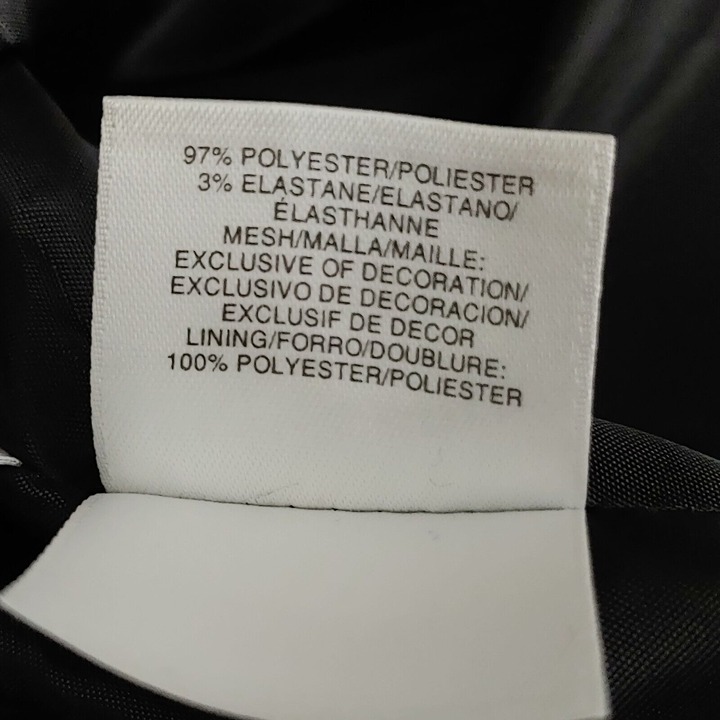 97% POLYESTER/POLIESTER
3% ELASTANE/ELASTANO/
ÉLASTHANNE
MESH/MALLA/MAILLE:
EXCLUSIVE OF DECORATION/
EXCLUSIVO DE DECORACION/
EXCLUSIF DE DECOR
LINING/FORRO/DOUBLURE:
100% POLYESTER/POLIESTER